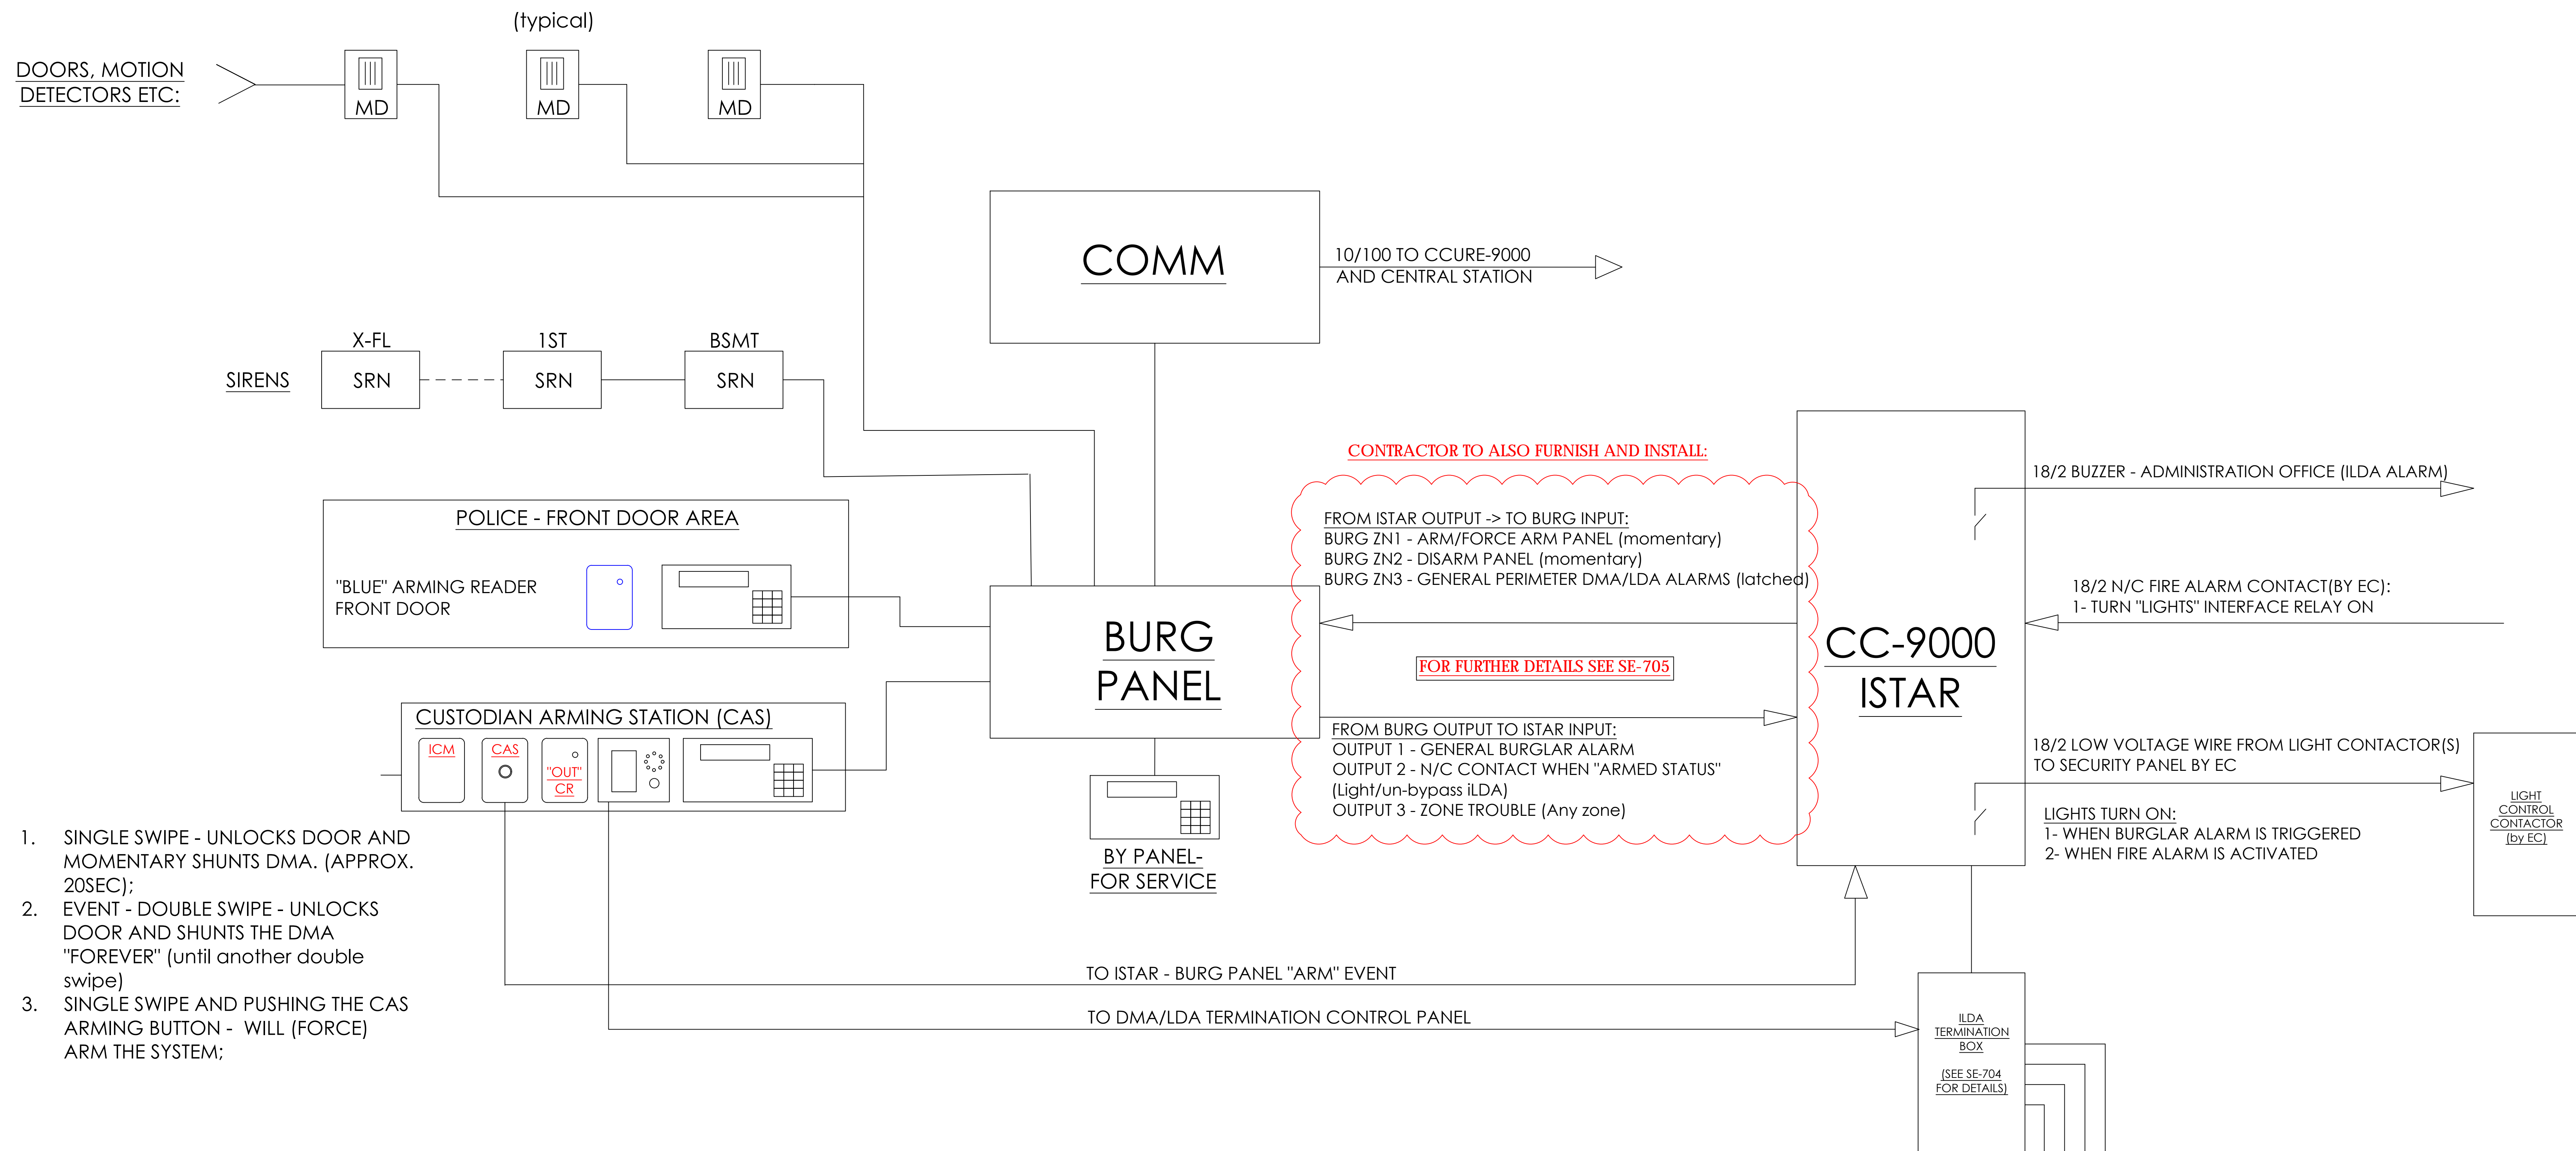 (typical)
DOORS, MOTION
DETECTORS ETC:
MD
MD
MD
COMM
10/100 TO CCURE-9000
AND CENTRAL STATION
X-FL
1ST
BSMT
SIRENS
SRN
SRN
SRN
POLICE - FRONT DOOR AREA
"BLUE" ARMING READER
FRONT DOOR
CUSTODIAN ARMING STATION (CAS)
ICM
CAS
"OUT"
CR
1. SINGLE SWIPE - UNLOCKS DOOR AND
MOMENTARY SHUNTS DMA. (APPROX.
20SEC);
2. EVENT - DOUBLE SWIPE - UNLOCKS
DOOR AND SHUNTS THE DMA
"FOREVER" (until another double
swipe)
3. SINGLE SWIPE AND PUSHING THE CAS
ARMING BUTTON - WILL (FORCE)
ARM THE SYSTEM;
BURG
PANEL
BY PANEL-
FOR SERVICE
CONTRACTOR TO ALSO FURNISH AND INSTALL:
FROM ISTAR OUTPUT -> TO BURG INPUT:
BURG ZN1 - ARM/FORCE ARM PANEL (momentary)
BURG ZN2 - DISARM PANEL (momentary)
BURG ZN3 - GENERAL PERIMETER DMA/LDA ALARMS (latched)
FOR FURTHER DETAILS SEE SE-705
FROM BURG OUTPUT TO ISTAR INPUT:
OUTPUT 1 - GENERAL BURGLAR ALARM
OUTPUT 2 - N/C CONTACT WHEN "ARMED STATUS"
(Light/un-bypass iLDA)
OUTPUT 3 - ZONE TROUBLE (Any zone)
CC-9000
ISTAR
18/2 BUZZER - ADMINISTRATION OFFICE (ILDA ALARM)
18/2 N/C FIRE ALARM CONTACT(BY EC):
1- TURN "LIGHTS" INTERFACE RELAY ON
18/2 LOW VOLTAGE WIRE FROM LIGHT CONTACTOR(S)
TO SECURITY PANEL BY EC
LIGHTS TURN ON:
1- WHEN BURGLAR ALARM IS TRIGGERED
2- WHEN FIRE ALARM IS ACTIVATED
LIGHT
CONTROL
CONTACTOR
(by EC)
TO ISTAR - BURG PANEL "ARM" EVENT
TO DMA/LDA TERMINATION CONTROL PANEL
ILDA
TERMINATION
BOX
(SEE SE-704
FOR DETAILS)